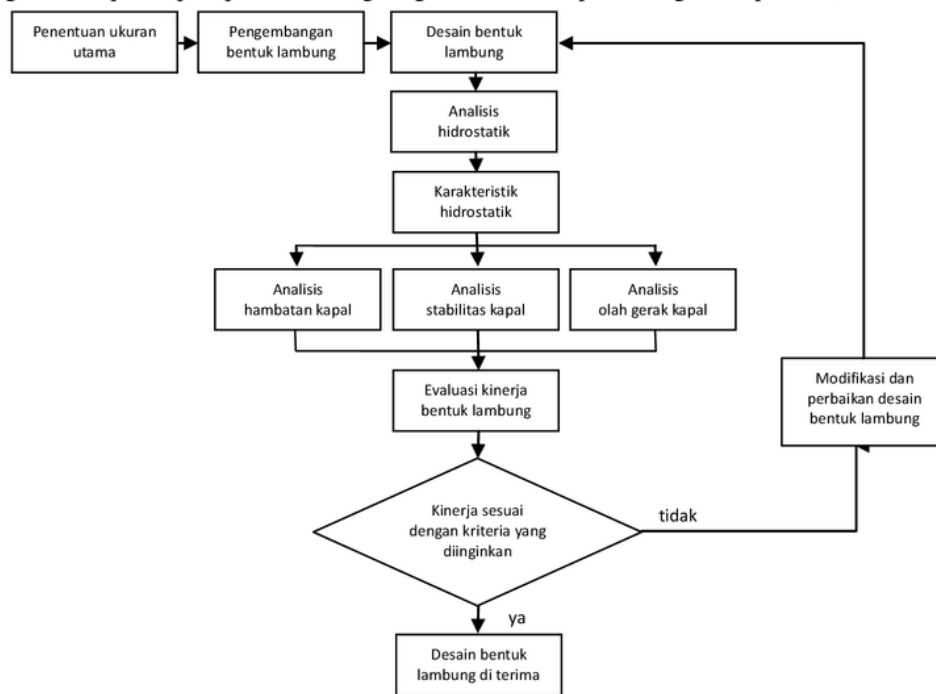 Penentuan ukuran
utama
Pengembangan
bentuk lambung
Desain bentuk
lambung
Analisis
hidrostatik
Karakteristik
hidrostatik
Analisis
hambatan kapal
Analisis
stabilitas kapal
Analisis
olah gerak kapal
Evaluasi kinerja
bentuk lambung
Modifikasi dan
perbaikan desain
bentuk lambung
Kinerja sesuai
dengan kriteria yang
diinginkan
tidak
ya
Desain bentuk
lambung di terima